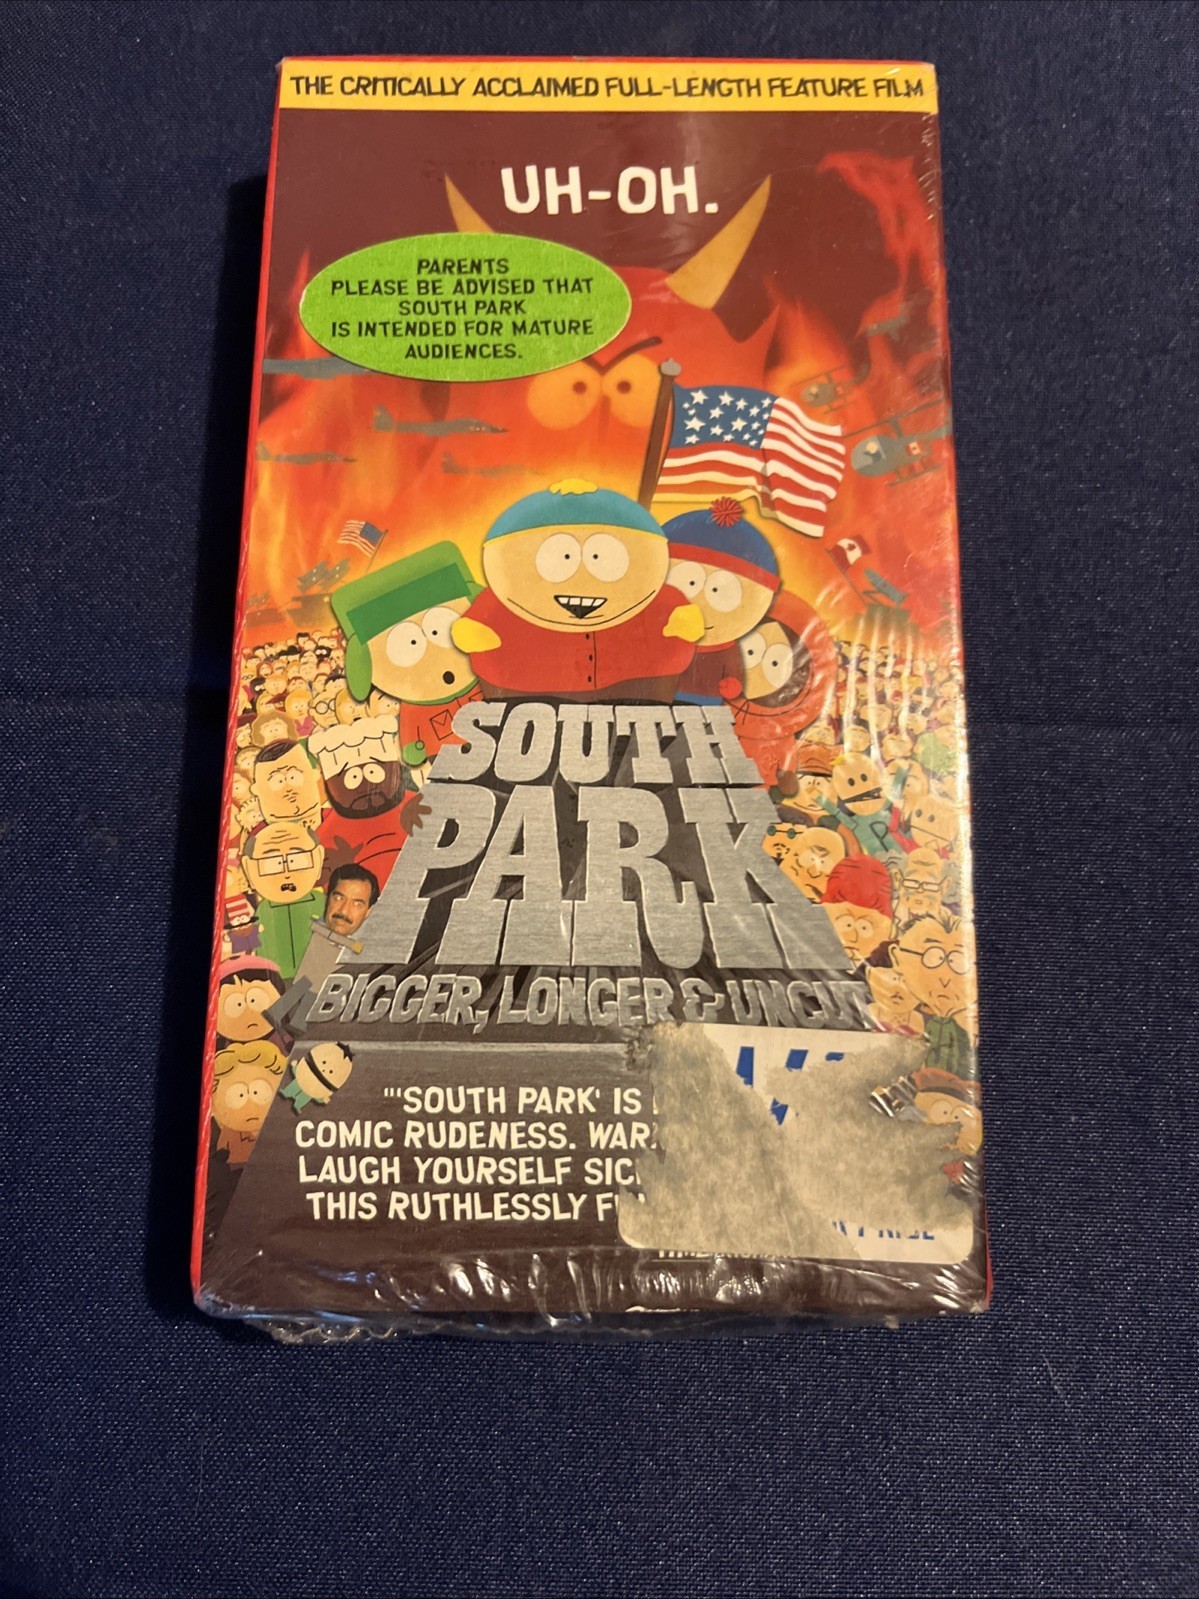 THE CRITICALLY ACCLAIMED FULL-LENGTH FEATURE FILM
UH-OH.
PARENTS
PLEASE BE ADVISED THAT
SOUTH PARK
IS INTENDED FOR MATURE
AUDIENCES.
SOUTH
PARK
BIGGER, LONGER & UNCUT
"'SOUTH PARK' IS
COMIC RUDENESS.
LAUGH YOURSELF
THIS RUTHLESSLY